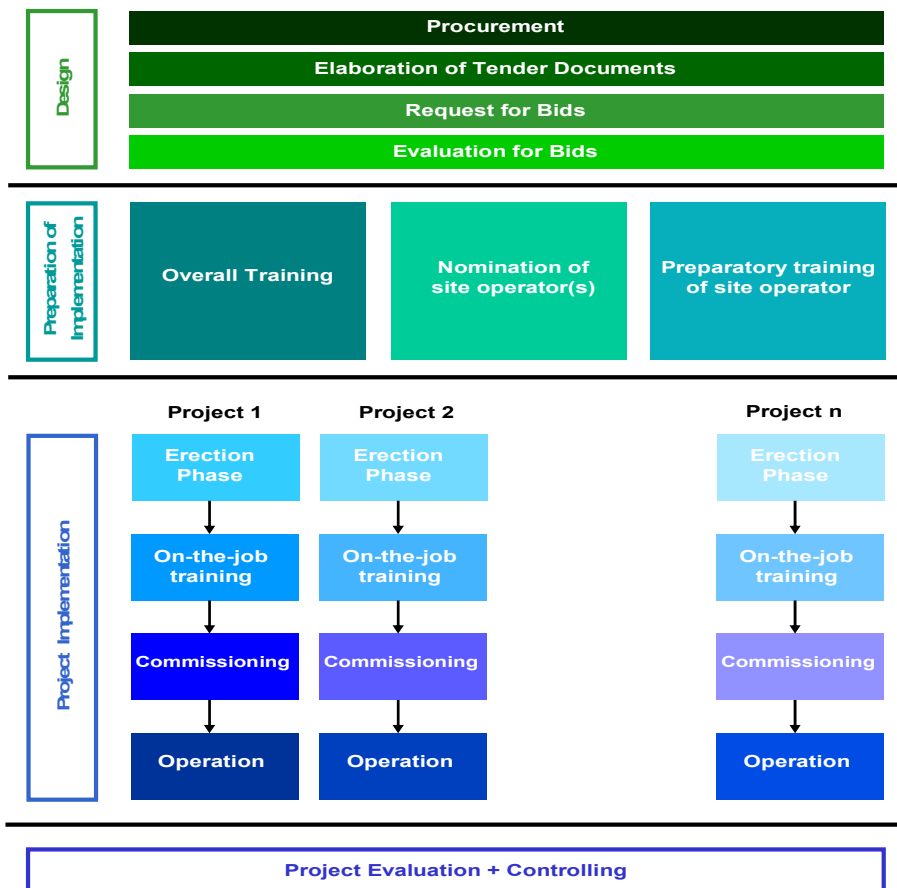 Design
Procurement
Elaboration of Tender Documents
Request for Bids
Evaluation for Bids
Preparation of
Implementation
Overall Training
Nomination of
site operator(s)
Preparatory training
of site operator
Project Implementation
Project 1
Erection
Phase
On-the-job
training
Commissioning
Operation
Project 2
Erection
Phase
On-the-job
training
Commissioning
Operation
Project n
Erection
Phase
On-the-job
training
Commissioning
Operation
Project Evaluation + Controlling